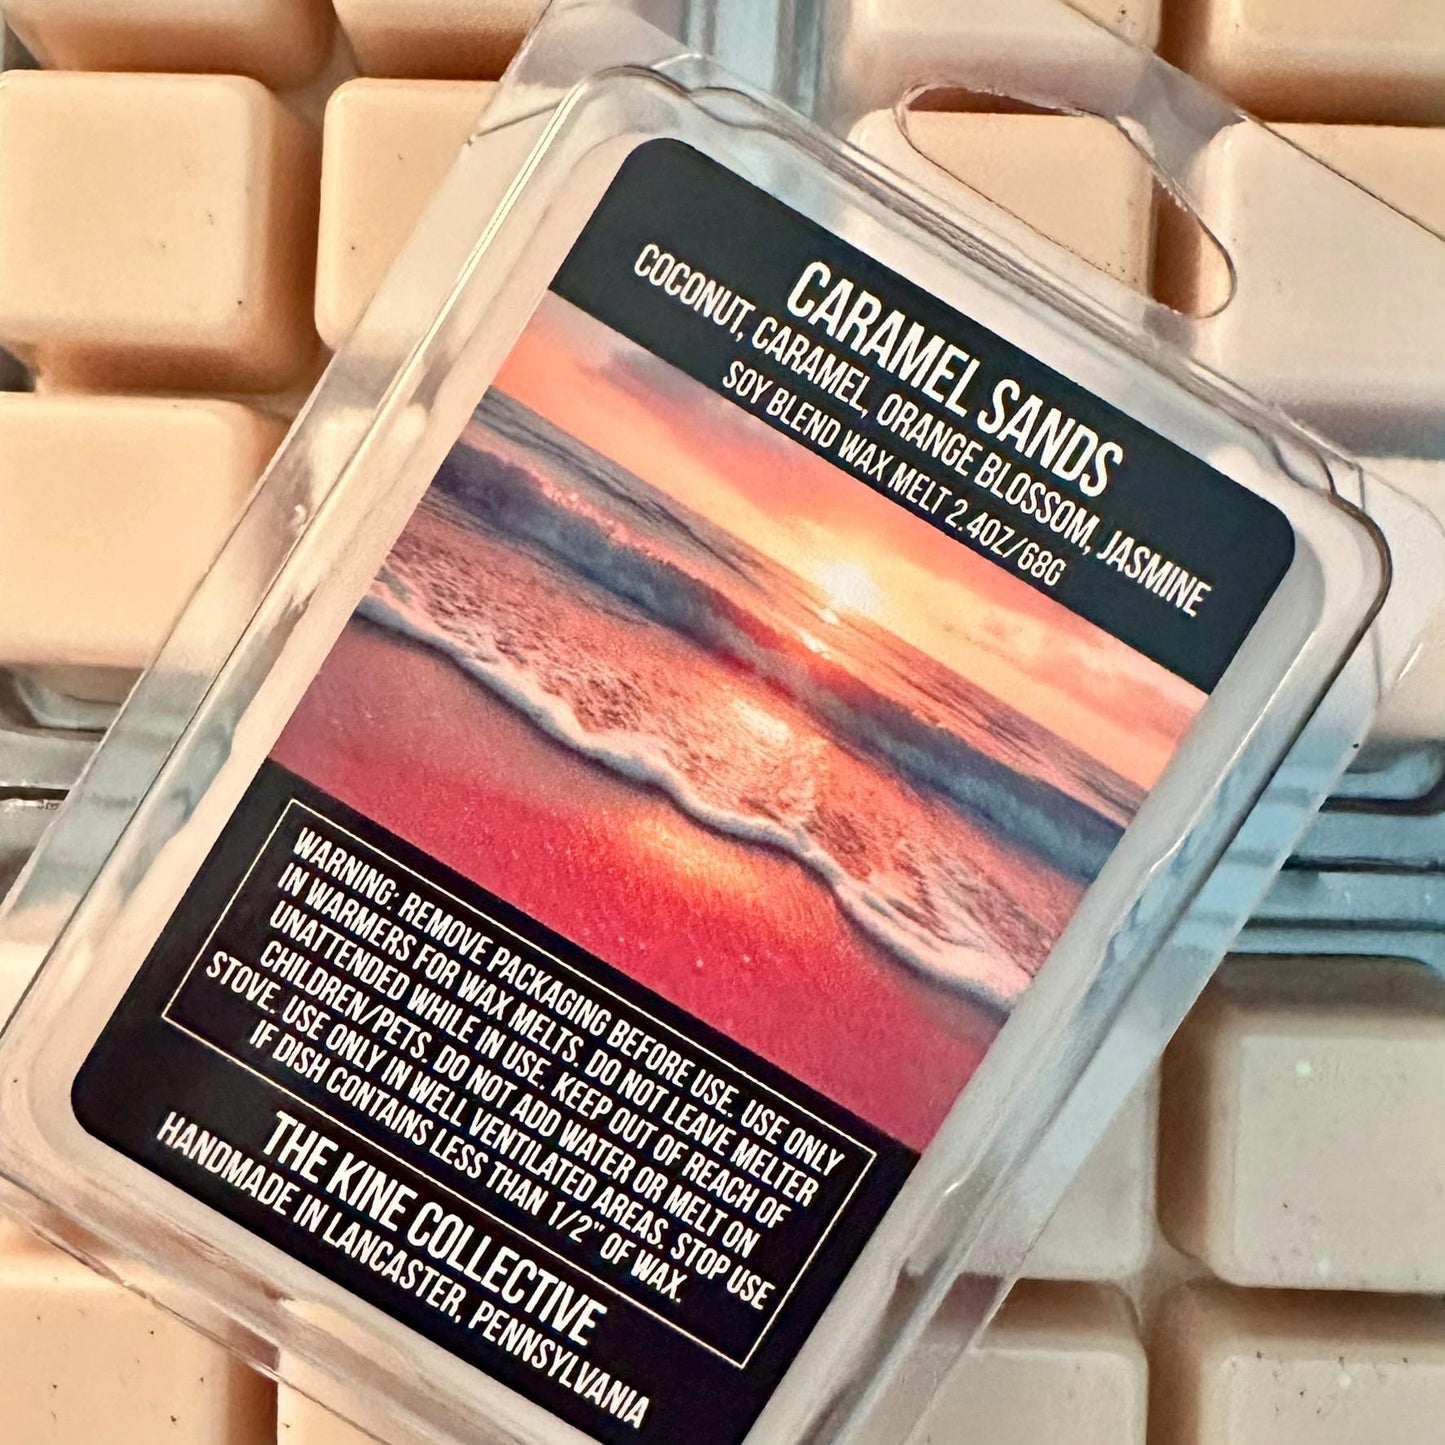 CARAMEL SANDS
COCONUT, CARAMEL, ORANGE BLOSSOM, JASMINE
SOY BLEND WAX MELT 2.4OZ/68G
WARNING: REMOVE PACKAGING BEFORE USE. USE ONLY
IN WARMERS FOR WAX MELTS. DO NOT LEAVE MELTER
UNATTENDED WHILE IN USE. KEEP OUT OF REACH OF
CHILDREN/PETS. DO NOT ADD WATER OR MELT ON
STOVE. USE ONLY IN WELL VENTILATED AREAS. STOP USE
IF DISH CONTAINS LESS THAN 1/2" OF WAX.
THE KINE COLLECTIVE
HANDMADE IN LANCASTER, PENNSYLVANIA